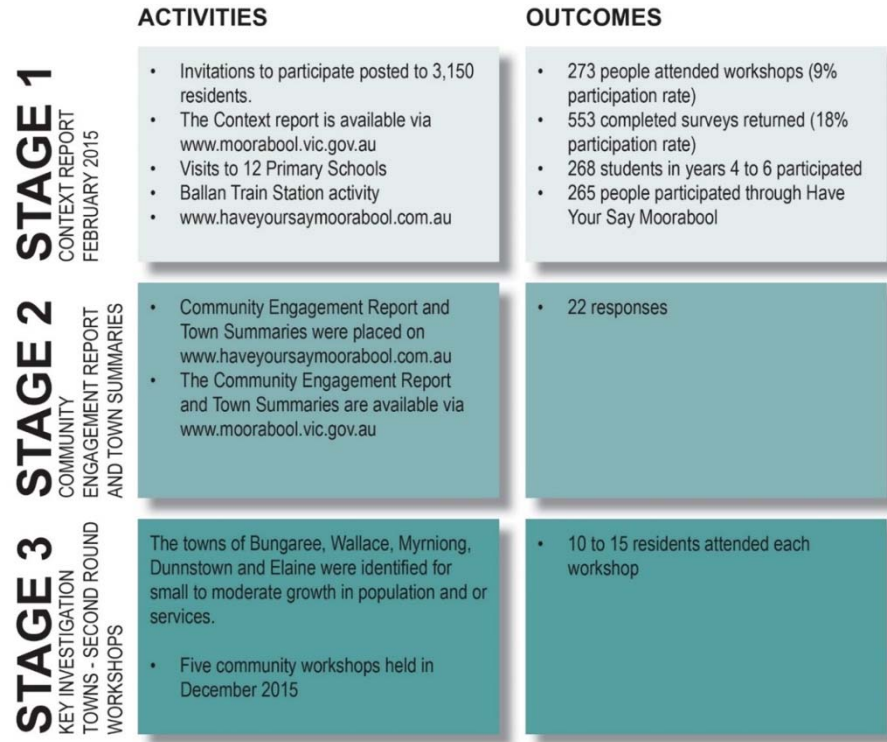 ACTIVITIES
OUTCOMES
STAGE 1
CONTEXT REPORT
FEBRUARY 2015
• Invitations to participate posted to 3,150
residents.
• The Context report is available via
www.moorabool.vic.gov.au
• Visits to 12 Primary Schools
• Ballan Train Station activity
• www.haveyoursaymoorabool.com.au
• 273 people attended workshops (9%
participation rate)
• 553 completed surveys returned (18%
participation rate)
• 268 students in years 4 to 6 participated
• 265 people participated through Have
Your Say Moorabool
STAGE 2
COMMUNITY
ENGAGEMENT REPORT
AND TOWN SUMMARIES
• Community Engagement Report and
Town Summaries were placed on
www.haveyoursaymoorabool.com.au
• The Community Engagement Report
and Town Summaries are available via
www.moorabool.vic.gov.au
• 22 responses
STAGE 3
KEY INVESTIGATION
TOWNS - SECOND ROUND
WORKSHOPS
The towns of Bungaree, Wallace, Myrniong,
Dunnstown and Elaine were identified for
small to moderate growth in population and or
services.
• Five community workshops held in
December 2015
• 10 to 15 residents attended each
workshop